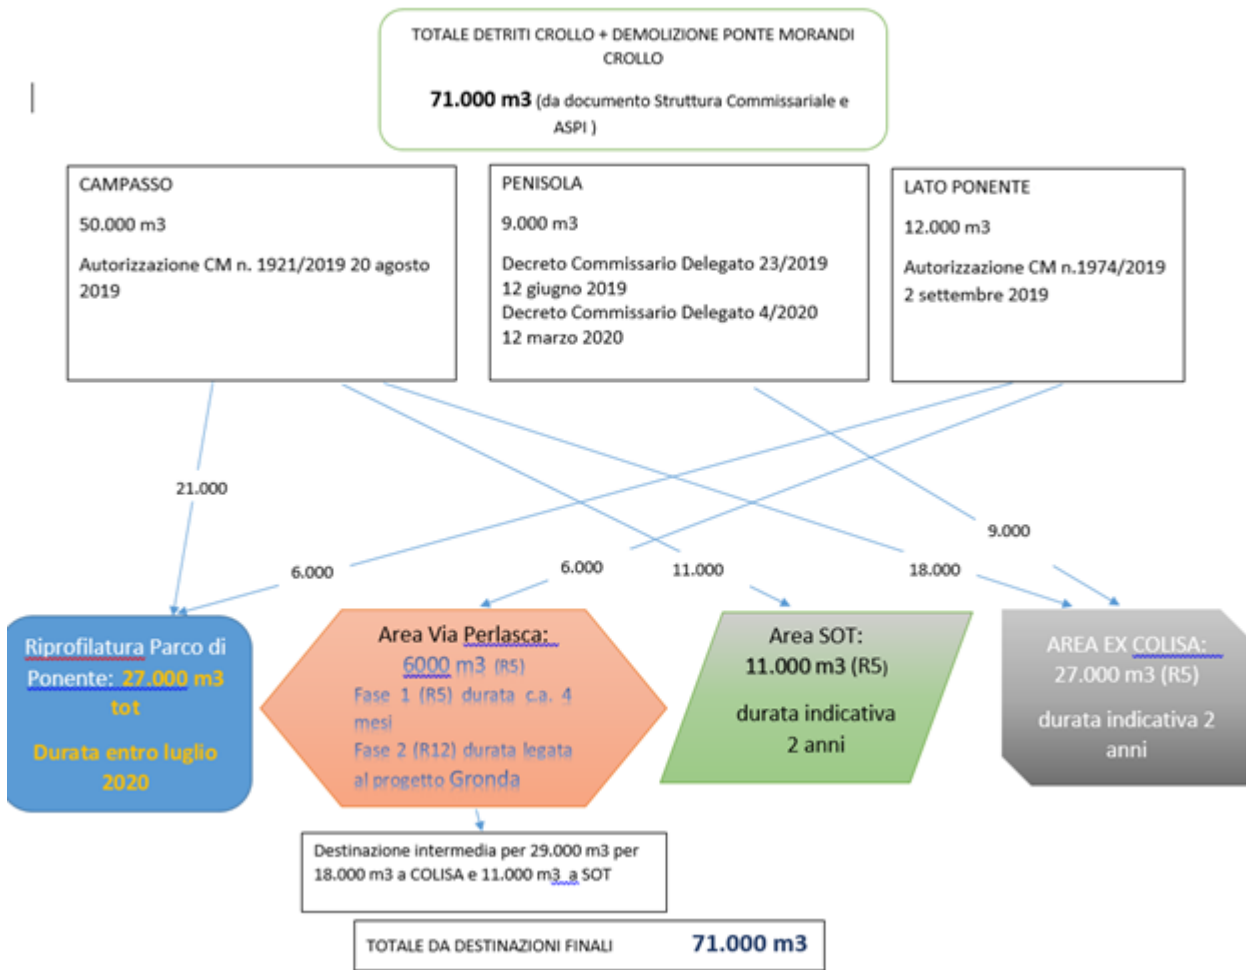 TOTALE DETRITI CROLLO + DEMOLIZIONE PONTE MORANDI
CROLLO
71.000 m3 (da documento Struttura Commissariale e
ASPI )
CAMPASSO
50.000 m3
Autorizzazione CM n. 1921/2019 20 agosto
2019
PENISOLA
9.000 m3
Decreto Commissario Delegato 23/2019
12 giugno 2019
Decreto Commissario Delegato 4/2020
12 marzo 2020
LATO PONENTE
12.000 m3
Autorizzazione CM n.1974/2019
2 settembre 2019
21.000
6.000
6.000
11.000
18.000
9.000
Riprofilatura Parco di
Ponente: 27.000 m3
tot
Durata entro luglio
2020
Area Via Perlasca:
6000 m3 (R5)
Fase 1 (R5) durata c.a. 4
mesi
Fase 2 (R12) durata legata
al progetto Gronda
Area SOT:
11.000 m3 (R5)
durata indicativa
2 anni
AREA EX COLISA:
27.000 m3 (R5)
durata indicativa 2
anni
Destinazione intermedia per 29.000 m3 per
18.000 m3 a COLISA e 11.000 m3 a SOT
TOTALE DA DESTINAZIONI FINALI 71.000 m3